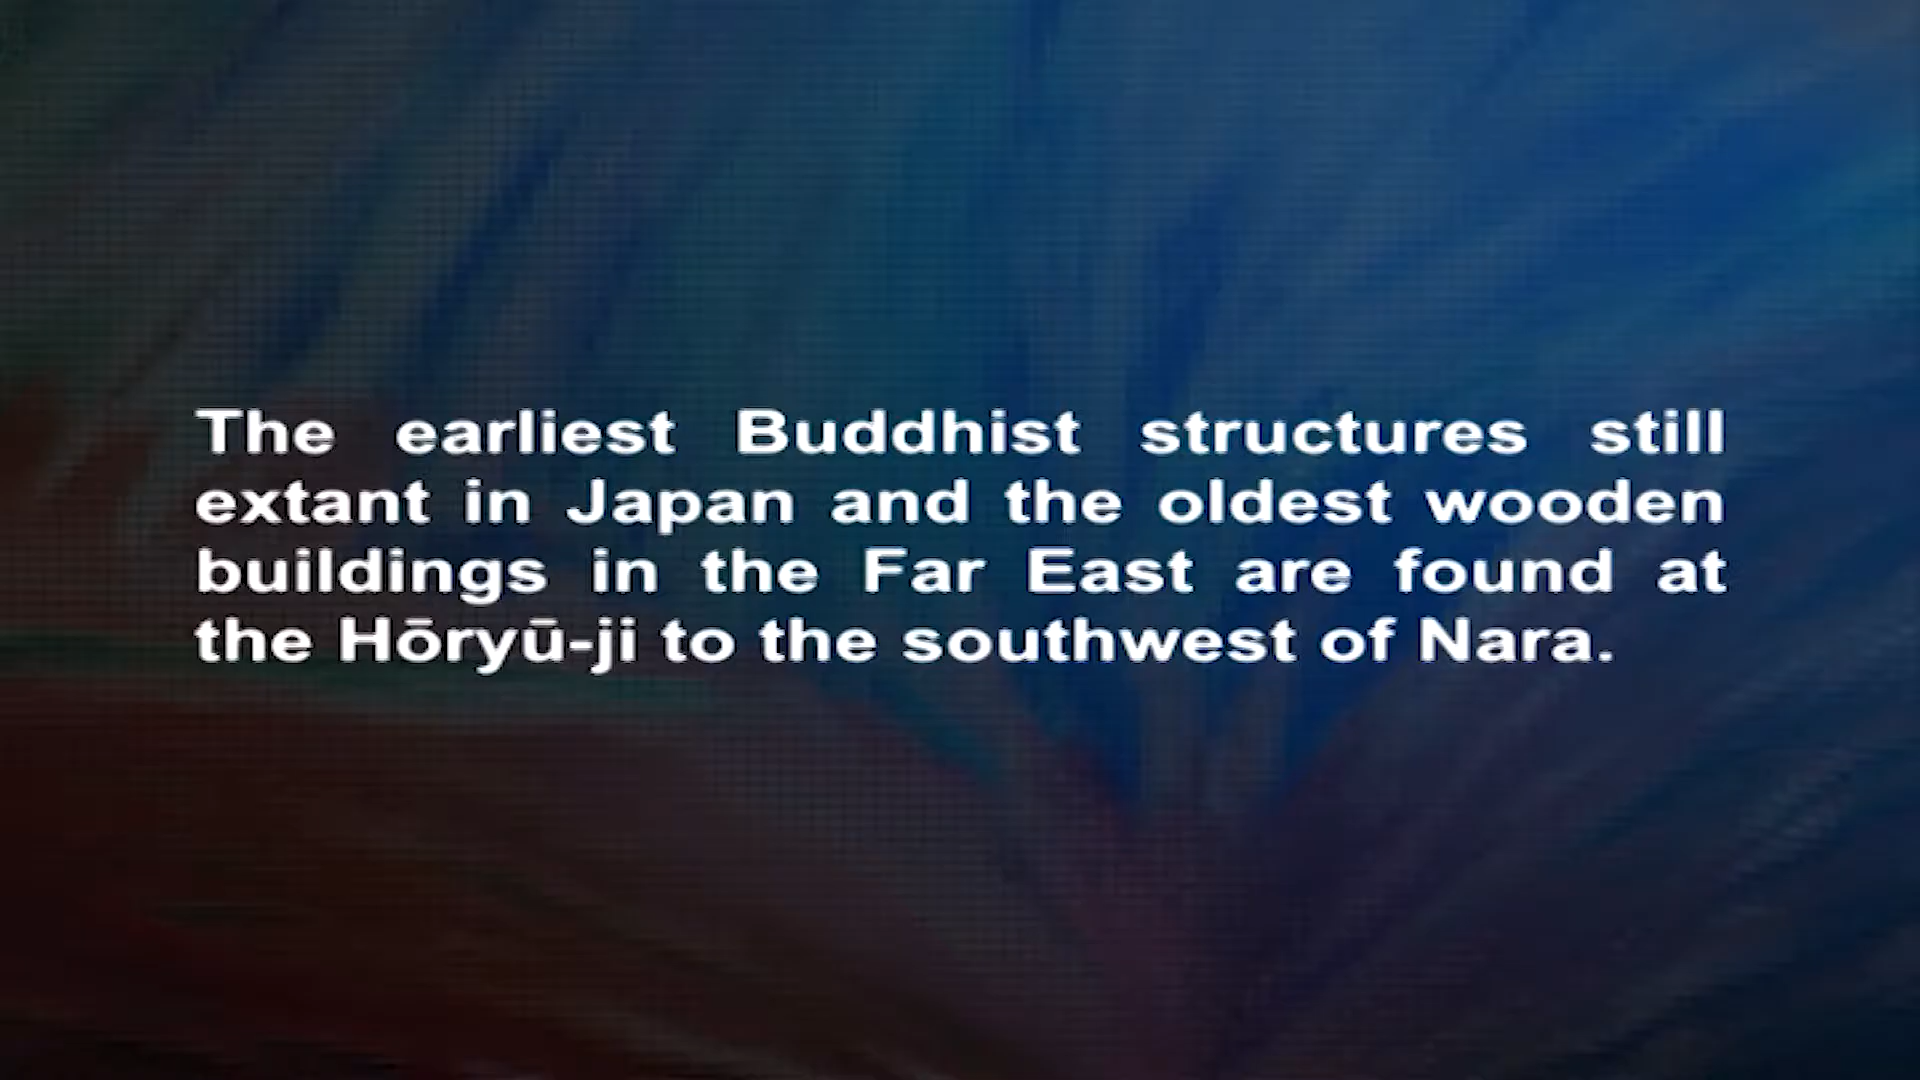 The earliest Buddhist structures still
extant in Japan and the oldest wooden
buildings in the Far East are found at
the Hōryū-ji to the southwest of Nara.